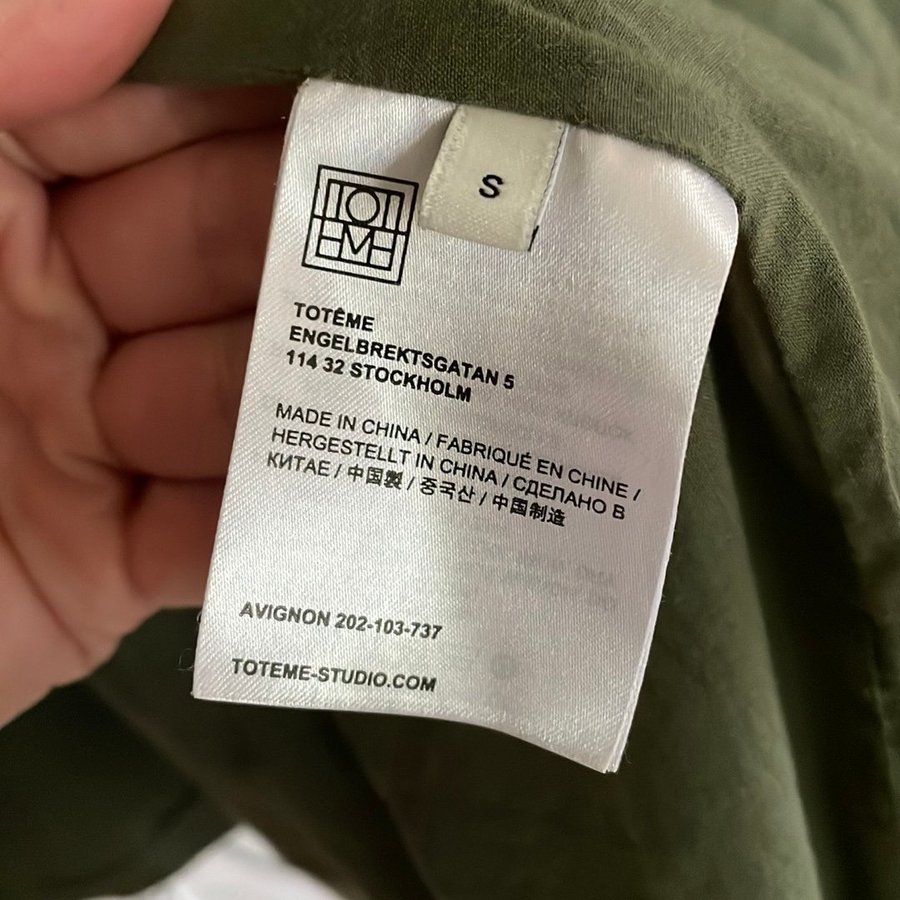 S
TOTEME
TOTÊME
ENGELBREKTSGATAN 5
114 32 STOCKHOLM
MADE IN CHINA / FABRIQUÉ EN CHINE /
HERGESTELLT IN CHINA / СДЕЛАНО В
КИТАЕ / 中国製 / 중국산 / 中国制造
AVIGNON 202-103-737
TOTEME-STUDIO.COM